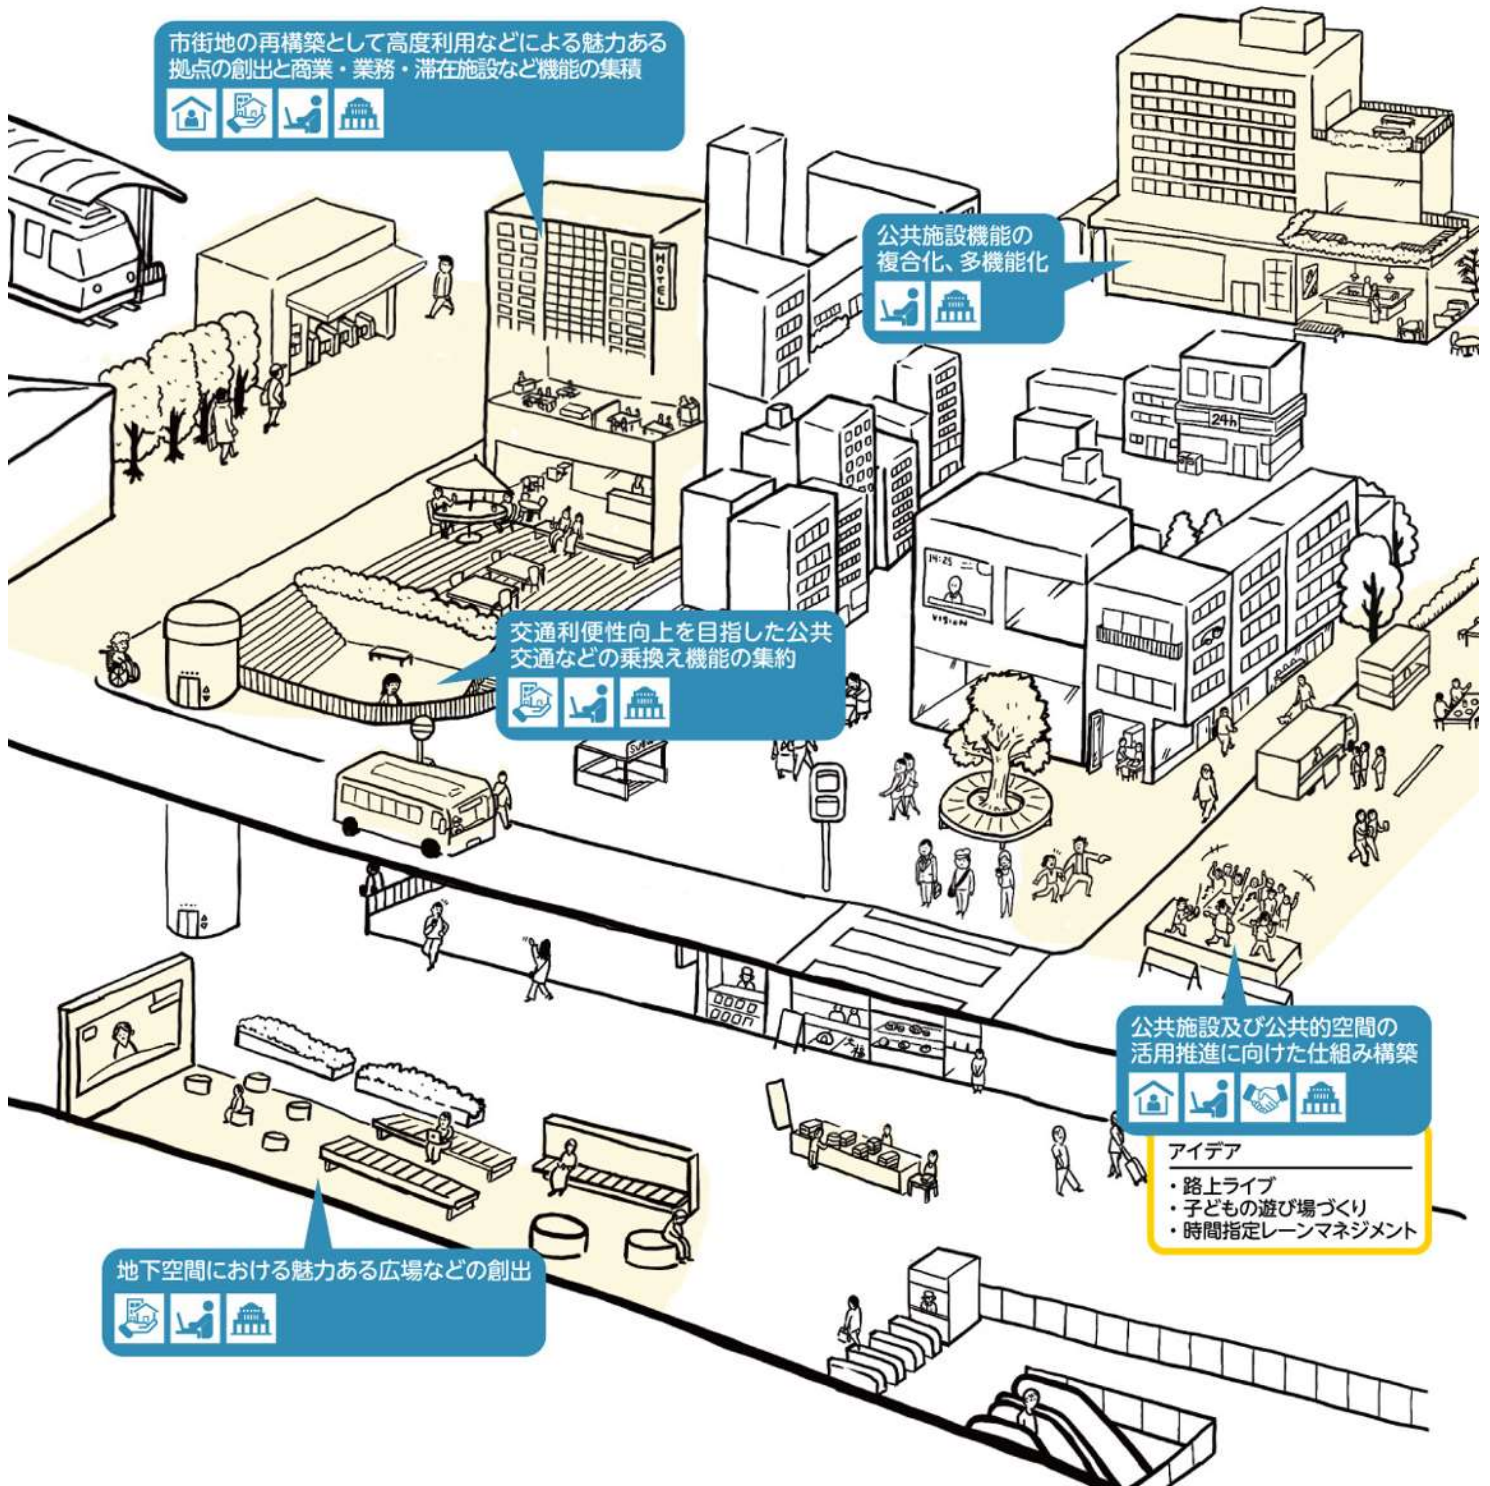 市街地の再構築として高度利用などによる魅力ある
拠点の創出と商業・業務・滞在施設など機能の集積
HOTEL
公共施設機能の
複合化、多機能化
24h
14:25
VISION
交通利便性向上を目指した公共
交通などの乗換え機能の集約
公共施設及び公共的空間の
活用推進に向けた仕組み構築
アイデア
・路上ライブ
・子どもの遊び場づくり
・時間指定レーンマネジメント
地下空間における魅力ある広場などの創出